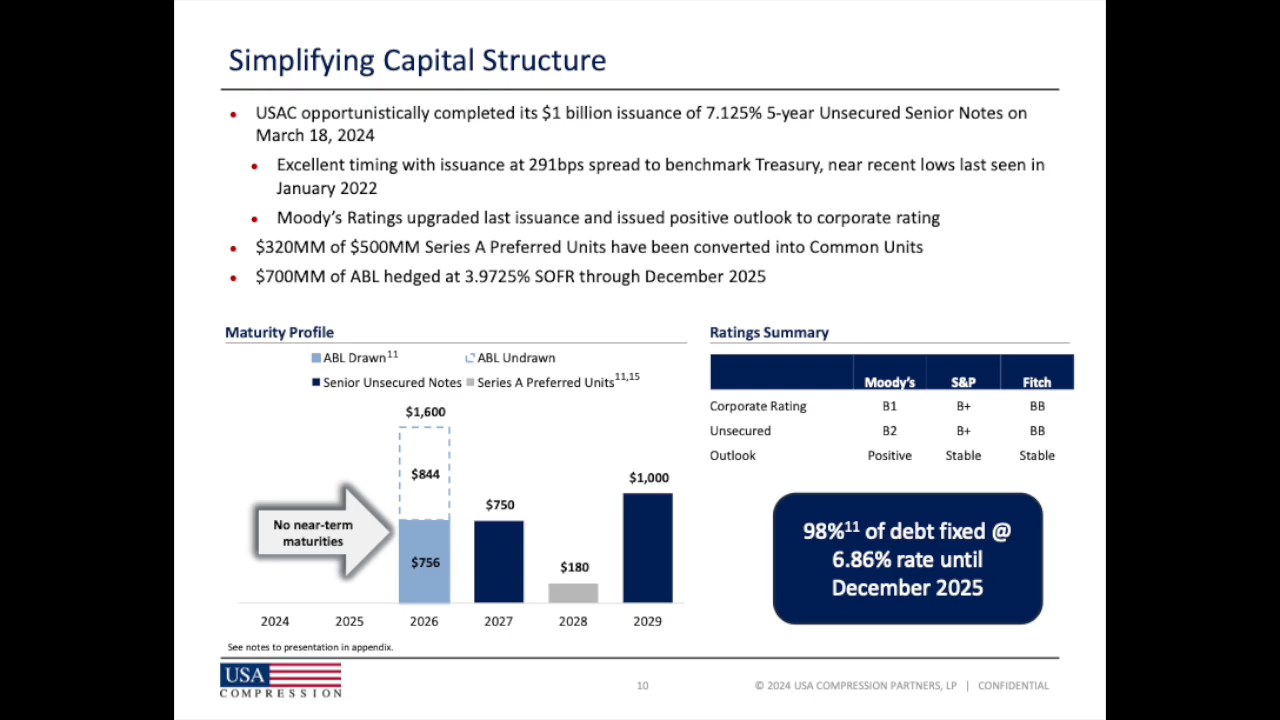 Simplifying Capital Structure
• USAC opportunistically completed its $1 billion issuance of 7.125% 5-year Unsecured Senior Notes on
March 18, 2024
• Excellent timing with issuance at 291bps spread to benchmark Treasury, near recent lows last seen in
January 2022
• Moody's Ratings upgraded last issuance and issued positive outlook to corporate rating
• $320MM of $500MM Series A Preferred Units have been converted into Common Units
• $700MM of ABL hedged at 3.9725% SOFR through December 2025
Maturity Profile
ABL Drawn11 ABL Undrawn
Senior Unsecured Notes Series A Preferred Units11,15
$1,600
$844
$756
$750
$180
$1,000
No near-term
maturities
2024 2025 2026 2027 2028 2029
See notes to presentation in appendix.
Ratings Summary
Moody's S&P Fitch
Corporate Rating B1 B+ BB
Unsecured B2 B+ BB
Outlook Positive Stable Stable
98%11 of debt fixed @
6.86% rate until
December 2025
USA
COMPRESSION
10
© 2024 USA COMPRESSION PARTNERS, LP | CONFIDENTIAL